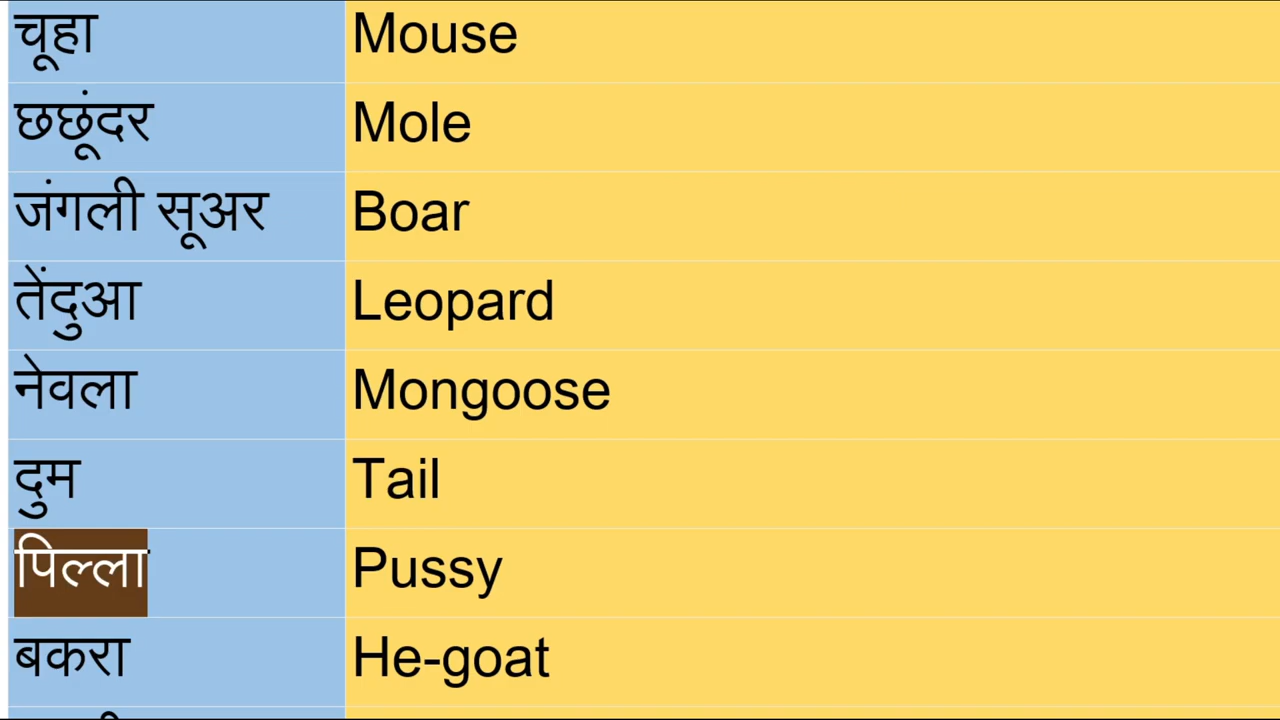 चूहा Mouse
छछूंदर Mole
जंगली सूअर Boar
तेंदुआ Leopard
नेवला Mongoose
दुम Tail
पिल्ला Pussy
बकरा He-goat